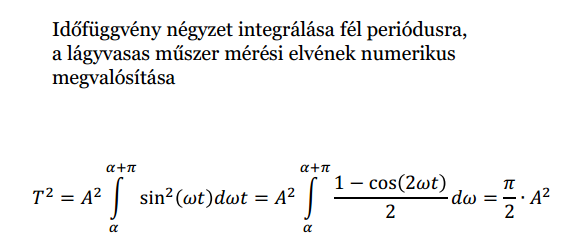 Időfüggvény négyzet integrálása fél periódusra,
a lágyvasas műszer mérési elvének numerikus
megvalósítása
T² = A² ∫_α^{α+π} sin²(ωt)dωt = A² ∫_α^{α+π} (1 − cos(2ωt))/2 dω = π/2 · A²